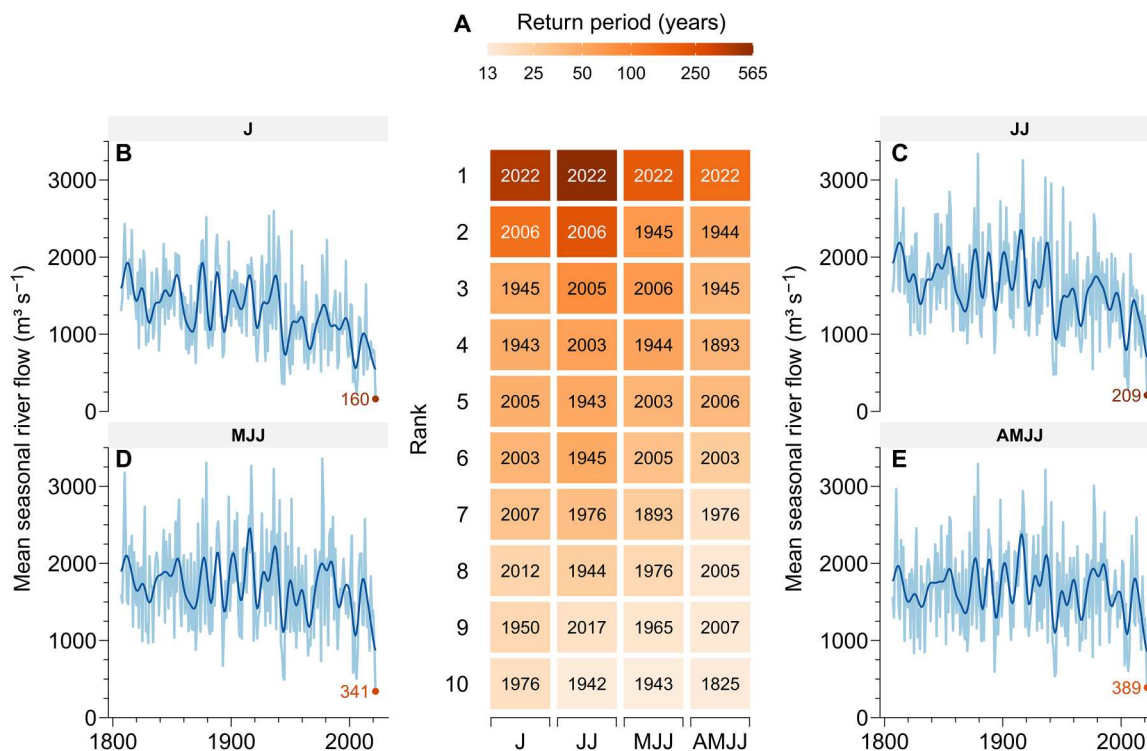 A Return period (years)
13 25 50 100 250 565
J
B
3000
2000
1000
0
160
Mean seasonal river flow (m³ s⁻¹)
MJJ
D
3000
2000
1000
0
341
1800 1900 2000
Rank
1 2022 2022 2022 2022
2 2006 2006 1945 1944
3 1945 2005 2006 1945
4 1943 2003 1944 1893
5 2005 1943 2003 2006
6 2003 1945 2005 2003
7 2007 1976 1893 1976
8 2012 1944 1976 2005
9 1950 2017 1965 2007
10 1976 1942 1943 1825
J JJ MJJ AMJJ
JJ
C
3000
2000
1000
0
209
Mean seasonal river flow (m³ s⁻¹)
AMJJ
E
3000
2000
1000
0
389
1800 1900 2000